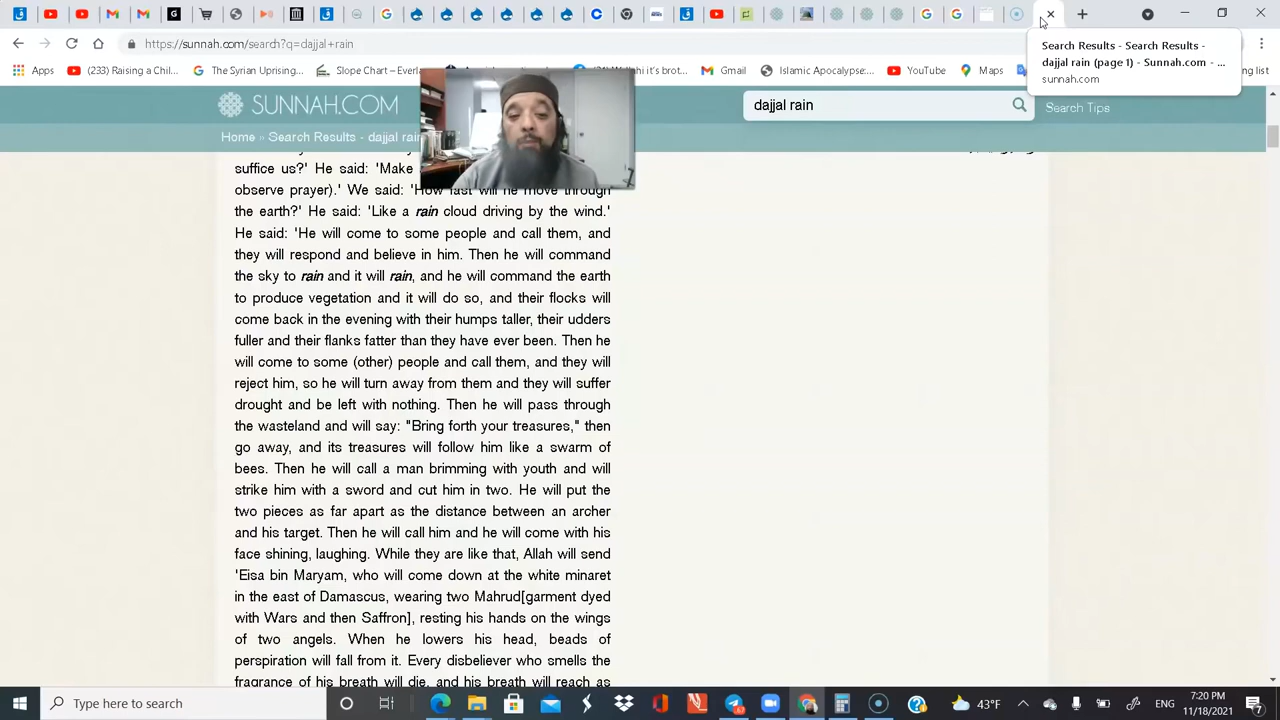 https://sunnah.com/search?q=dajjal+rain
Search Results - Search Results -
dajjal rain (page 1) - Sunnah.com - ...
sunnah.com
Apps
(233) Raising a Chil...
The Syrian Uprising...
Slope Chart - Everla
(24) Wallahi it's brot...
Gmail
Islamic Apocalypse:...
YouTube
Maps
ing list
SUNNAH.COM
dajjal rain
Search Tips
Home » Search Results - dajjal rain
suffice us?' He said: 'Make
observe prayer).' We said: 'How fast will he move through
the earth?' He said: 'Like a rain cloud driving by the wind.'
He said: 'He will come to some people and call them, and
they will respond and believe in him. Then he will command
the sky to rain and it will rain, and he will command the earth
to produce vegetation and it will do so, and their flocks will
come back in the evening with their humps taller, their udders
fuller and their flanks fatter than they have ever been. Then he
will come to some (other) people and call them, and they will
reject him, so he will turn away from them and they will suffer
drought and be left with nothing. Then he will pass through
the wasteland and will say: "Bring forth your treasures," then
go away, and its treasures will follow him like a swarm of
bees. Then he will call a man brimming with youth and will
strike him with a sword and cut him in two. He will put the
two pieces as far apart as the distance between an archer
and his target. Then he will call him and he will come with his
face shining, laughing. While they are like that, Allah will send
'Eisa bin Maryam, who will come down at the white minaret
in the east of Damascus, wearing two Mahrud[garment dyed
with Wars and then Saffron], resting his hands on the wings
of two angels. When he lowers his head, beads of
perspiration will fall from it. Every disbeliever who smells the
fragrance of his breath will die, and his breath will reach as
Type here to search
43°F
ENG
7:20 PM
11/18/2021